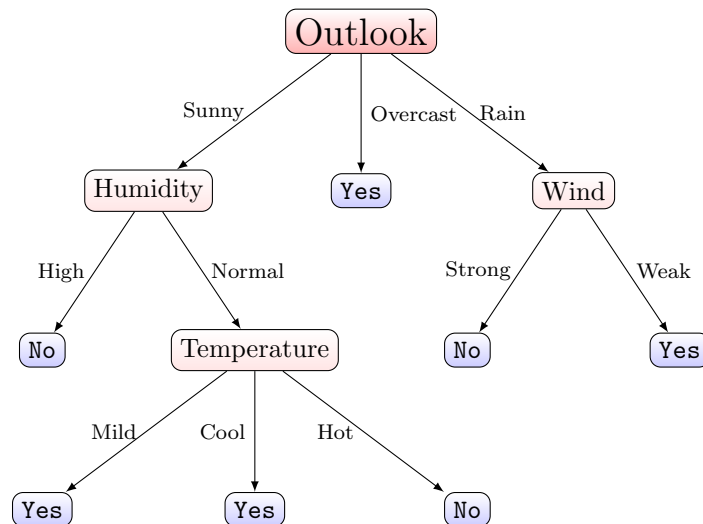 Outlook
Sunny
Overcast
Rain
Humidity
Yes
Wind
High
Normal
Strong
Weak
No
Temperature
No
Yes
Mild
Cool
Hot
Yes
Yes
No